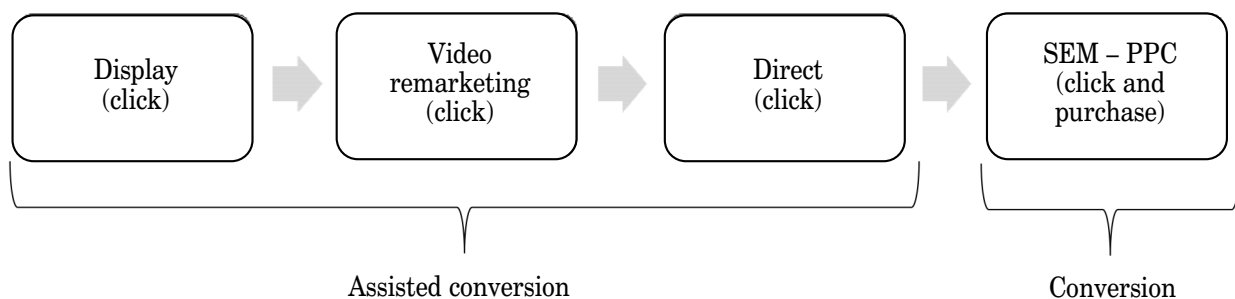 Display
(click)
Video
remarketing
(click)
Direct
(click)
SEM – PPC
(click and
purchase)
Assisted conversion
Conversion